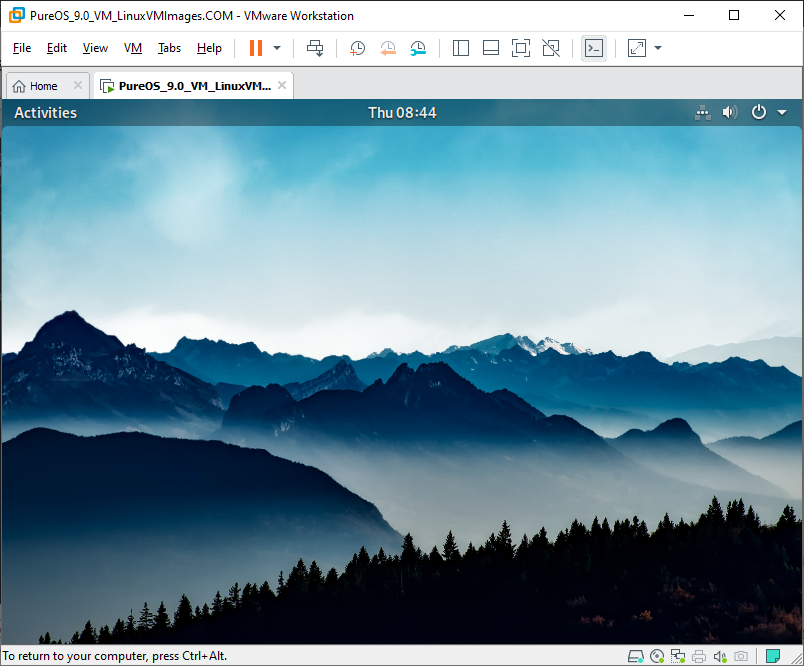 PureOS_9.0_VM_LinuxVMImages.COM - VMware Workstation
File Edit View VM Tabs Help
Home PureOS_9.0_VM_LinuxVM...
Activities Thu 08:44
To return to your computer, press Ctrl+Alt.